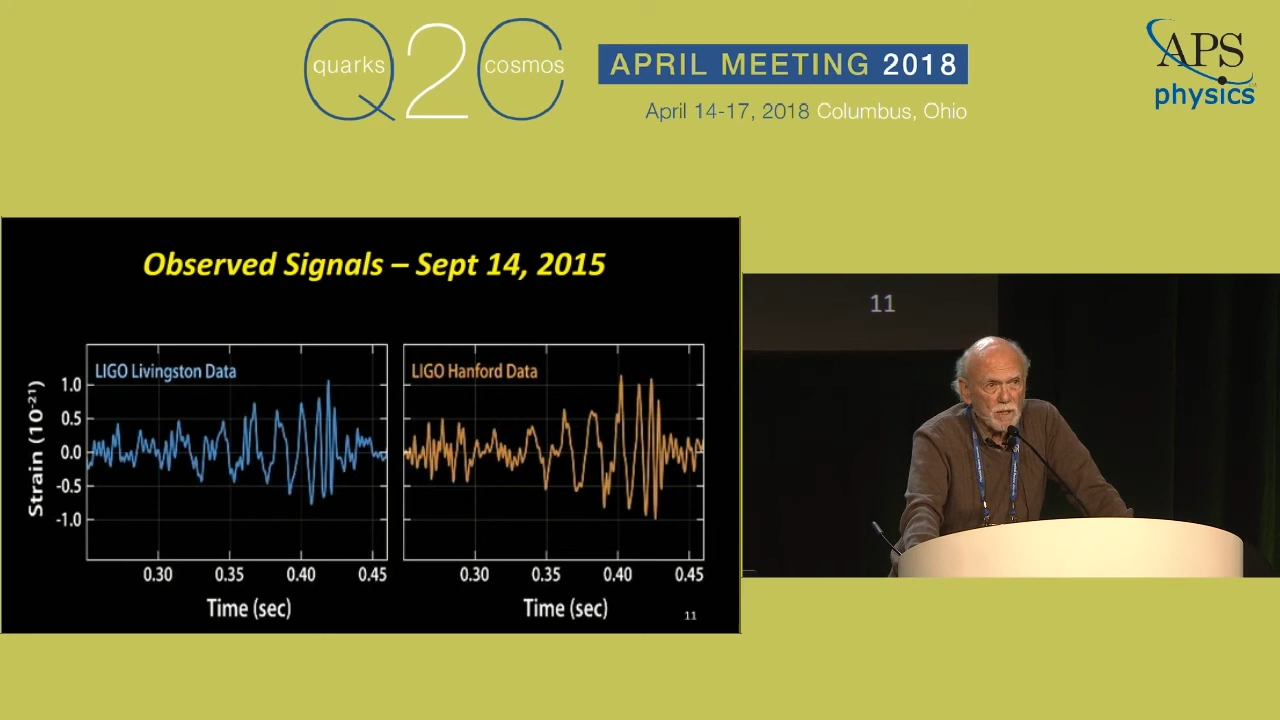 quarks
Q2C
cosmos
APRIL MEETING 2018
April 14-17, 2018 Columbus, Ohio
APS
physics
Observed Signals – Sept 14, 2015
LIGO Livingston Data
LIGO Hanford Data
Strain (10⁻²¹)
1.0
0.5
0.0
-0.5
-1.0
0.30 0.35 0.40 0.45
0.30 0.35 0.40 0.45
Time (sec)
Time (sec)
11
11